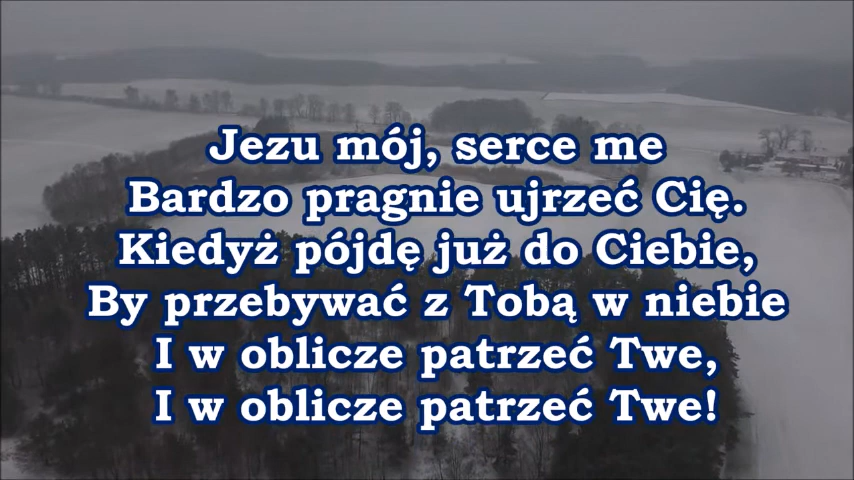 Jezu mój, serce me
Bardzo pragnie ujrzeć Cię.
Kiedyż pójdę już do Ciebie,
By przebywać z Tobą w niebie
I w oblicze patrzeć Twe,
I w oblicze patrzeć Twe!